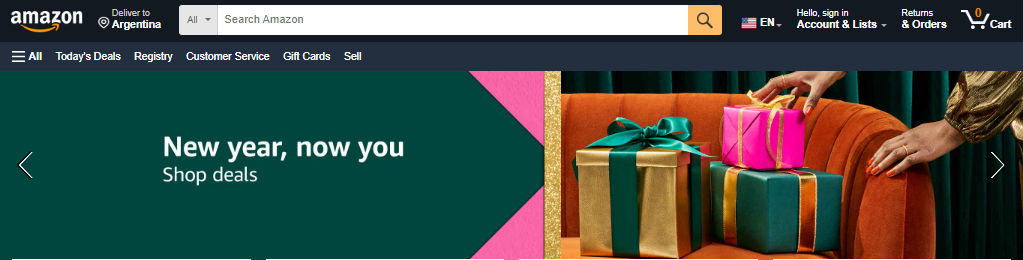 amazon
Deliver to
Argentina
All
Search Amazon
EN
Hello, sign in
Account & Lists
Returns
& Orders
0
Cart
All
Today's Deals
Registry
Customer Service
Gift Cards
Sell
New year, now you
Shop deals